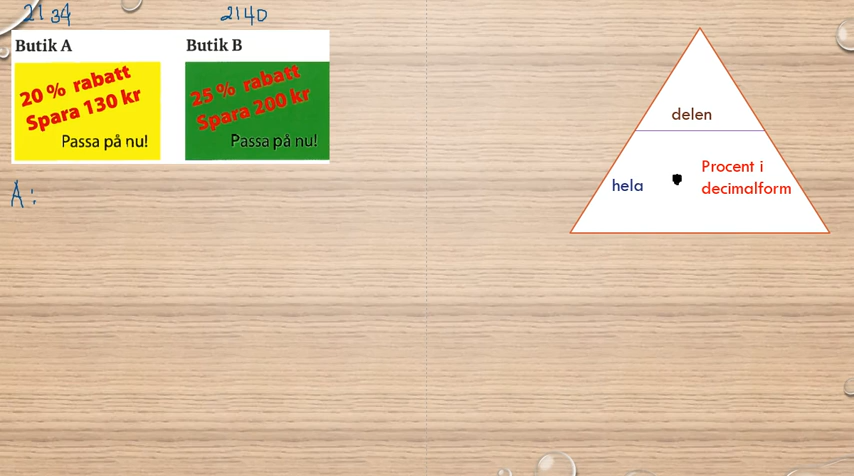 2134
2140
Butik A
Butik B
20 % rabatt
Spara 130 kr
Passa på nu!
25 % rabatt
Spara 200 kr
Passa på nu!
A:
delen
hela
Procent i
decimalform